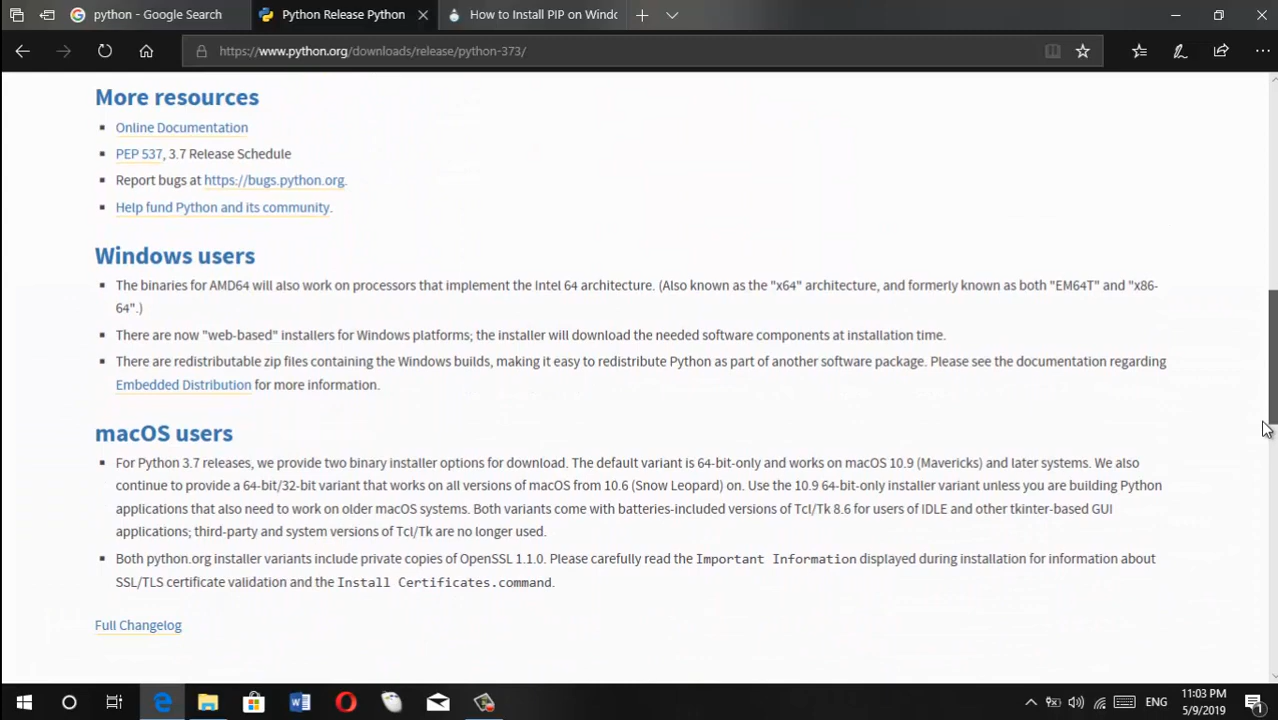 python - Google Search
Python Release Python
How to Install PIP on Windo
https://www.python.org/downloads/release/python-373/
More resources
Online Documentation
PEP 537, 3.7 Release Schedule
Report bugs at https://bugs.python.org.
Help fund Python and its community.
Windows users
The binaries for AMD64 will also work on processors that implement the Intel 64 architecture. (Also known as the "x64" architecture, and formerly known as both "EM64T" and "x86-
64".)
There are now "web-based" installers for Windows platforms; the installer will download the needed software components at installation time.
There are redistributable zip files containing the Windows builds, making it easy to redistribute Python as part of another software package. Please see the documentation regarding
Embedded Distribution for more information.
macOS users
For Python 3.7 releases, we provide two binary installer options for download. The default variant is 64-bit-only and works on macOS 10.9 (Mavericks) and later systems. We also
continue to provide a 64-bit/32-bit variant that works on all versions of macOS from 10.6 (Snow Leopard) on. Use the 10.9 64-bit-only installer variant unless you are building Python
applications that also need to work on older macOS systems. Both variants come with batteries-included versions of Tcl/Tk 8.6 for users of IDLE and other tkinter-based GUI
applications; third-party and system versions of Tcl/Tk are no longer used.
Both python.org installer variants include private copies of OpenSSL 1.1.0. Please carefully read the Important Information displayed during installation for information about
SSL/TLS certificate validation and the Install Certificates.command.
Full Changelog
ENG
11:03 PM
5/9/2019
1